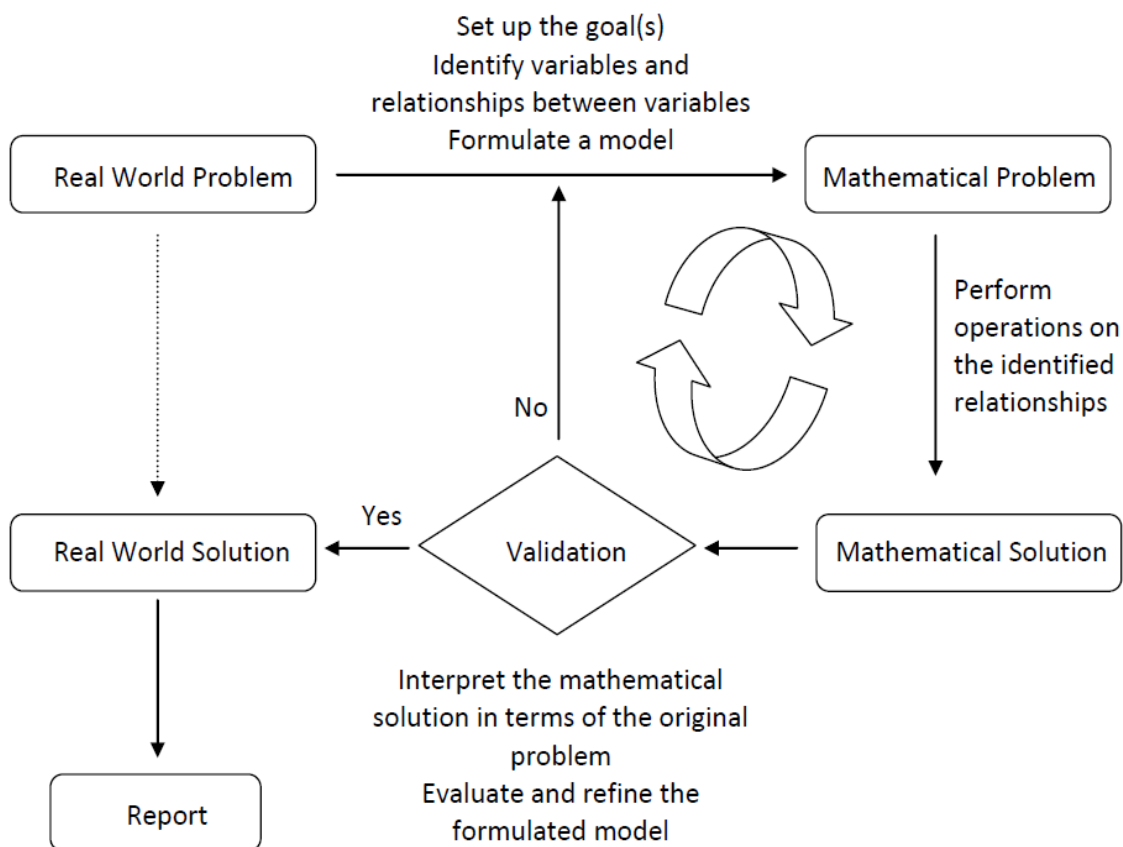 Set up the goal(s)
Identify variables and
relationships between variables
Formulate a model
Real World Problem
Mathematical Problem
Perform
operations on
the identified
relationships
No
Yes
Real World Solution
Validation
Mathematical Solution
Interpret the mathematical
solution in terms of the original
problem
Evaluate and refine the
formulated model
Report